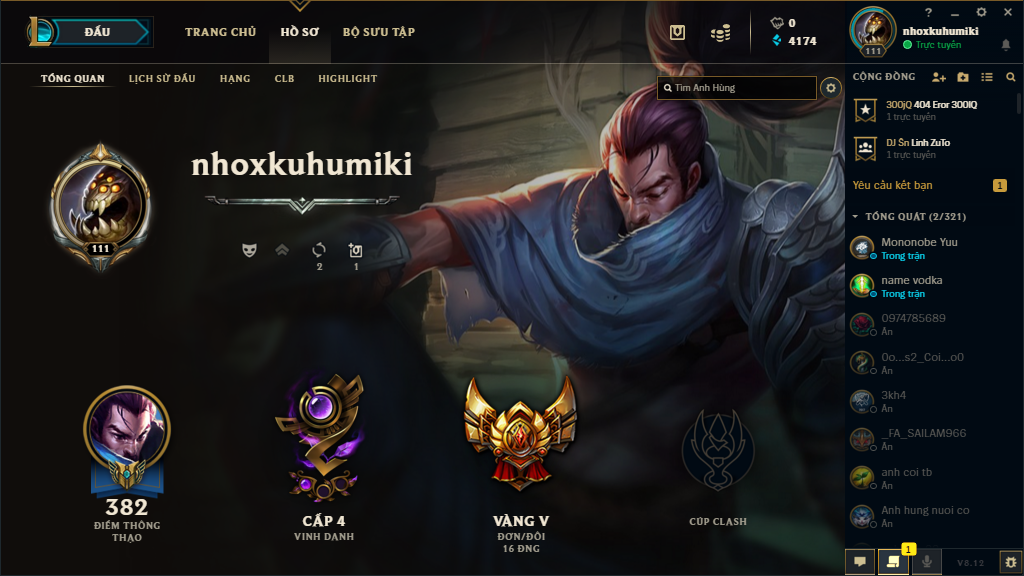 ĐẤU
TRANG CHỦ
HỒ SƠ
BỘ SƯU TẬP
0
4174
?
111
nhoxkuhumiki
Trực tuyến
TỔNG QUAN
LỊCH SỬ ĐẤU
HẠNG
CLB
HIGHLIGHT
Tìm Anh Hùng
CỘNG ĐỒNG
300jQ 404 Eror 300IQ
1 trực tuyến
DJ Śn Linh ZuTo
1 trực tuyến
Yêu cầu kết bạn
1
TỔNG QUÁT (2/321)
Mononobe Yuu
Trong trận
name vodka
Trong trận
0974785689
Ẩn
0o...s2_Coi...o0
Ẩn
3kh4
Ẩn
_FA_SAILAM966
Ẩn
anh coi tb
Ẩn
Anh hung nuoi co
Ẩn
1
V8.12
nhoxkuhumiki
111
2
1
382
ĐIỂM THÔNG
THẠO
CẤP 4
VINH DANH
VÀNG V
ĐƠN/ĐÔI
16 ĐNG
CÚP CLASH